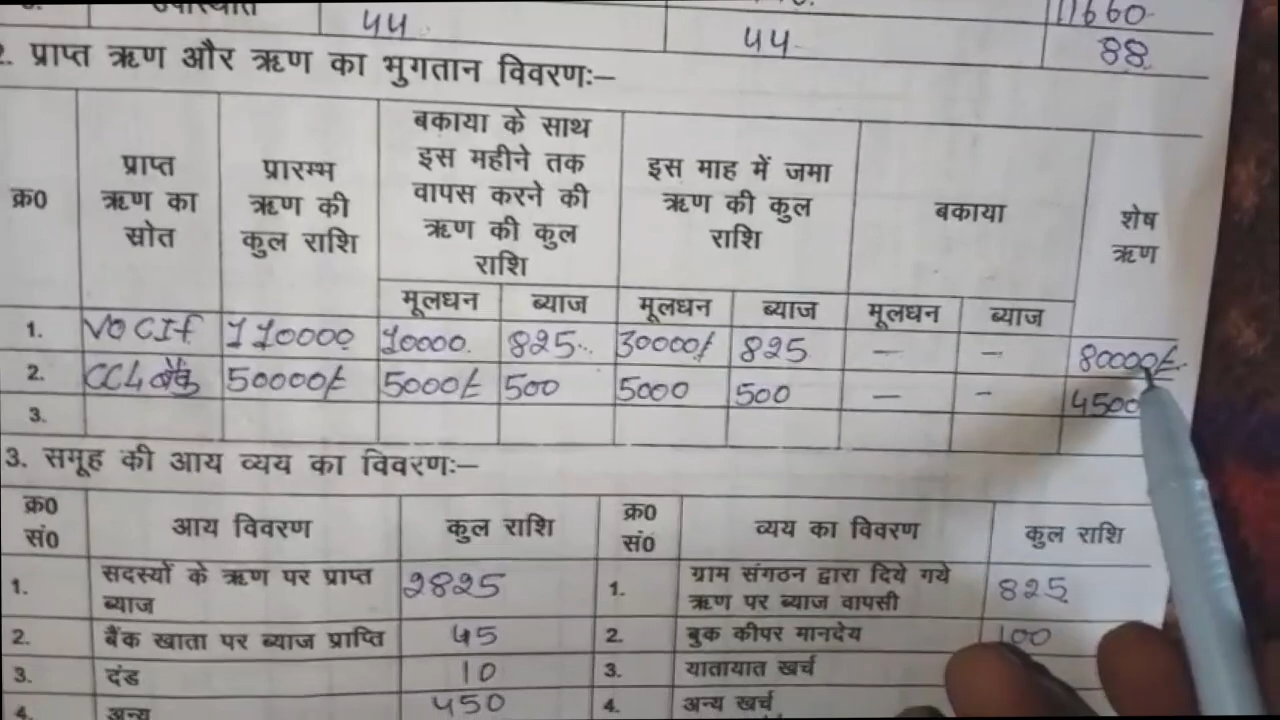 उपस्थिति 44 44 88
11660
2. प्राप्त ऋण और ऋण का भुगतान विवरणः–
क्र0 प्राप्त ऋण का स्रोत प्रारम्भ ऋण की कुल राशि बकाया के साथ इस महीने तक वापस करने की ऋण की कुल राशि इस माह में जमा ऋण की कुल राशि बकाया शेष ऋण
मूलधन ब्याज मूलधन ब्याज मूलधन ब्याज
1. VO CIF 110000 10000 825 30000/ 825 – – 80000/-
2. CCL बैंक 50000/- 5000/- 500 5000 500 – – 4500
3.
3. समूह की आय व्यय का विवरणः–
क्र0 सं0 आय विवरण कुल राशि क्र0 सं0 व्यय का विवरण कुल राशि
1. सदस्यों के ऋण पर प्राप्त ब्याज 2825 1. ग्राम संगठन द्वारा दिये गये ऋण पर ब्याज वापसी 825
2. बैंक खाता पर ब्याज प्राप्ति 45 2. बुक कीपर मानदेय 100
3. दंड 10 3. यातायात खर्च
4. अन्य 450 4. अन्य खर्च